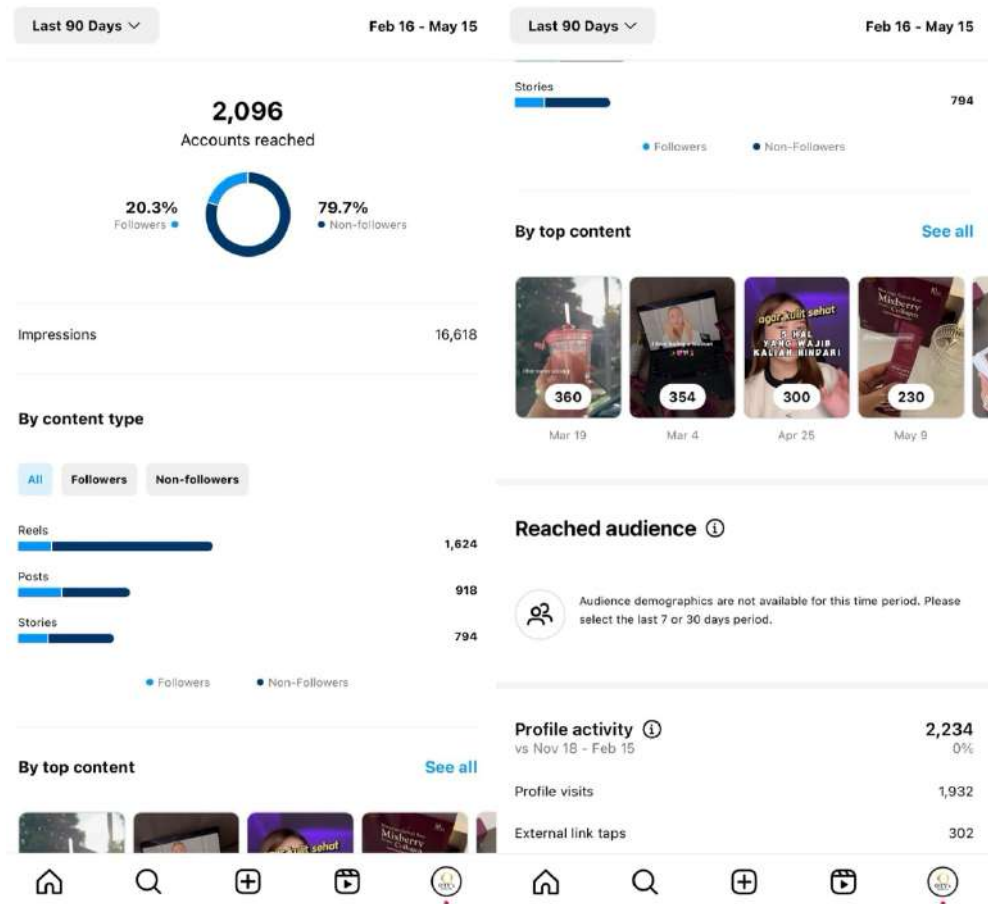 Last 90 Days
Feb 16 - May 15
2,096
Accounts reached
20.3%
Followers
79.7%
Non-followers
Impressions
16,618
By content type
All
Followers
Non-followers
Reels
1,624
Posts
918
Stories
794
Followers
Non-Followers
By top content
See all
Misberry
Collagen
kulit sehat
Last 90 Days
Feb 16 - May 15
Stories
794
Followers
Non-Followers
By top content
See all
360
Mar 19
354
Mar 4
agar kulit sehat
5 HAL
YANG WAJIB
KALIAN HINDARI
300
Apr 25
Misberry
Collagen
230
May 9
Reached audience
Audience demographics are not available for this time period. Please
select the last 7 or 30 days period.
Profile activity
2,234
vs Nov 18 - Feb 15
0%
Profile visits
1,932
External link taps
302